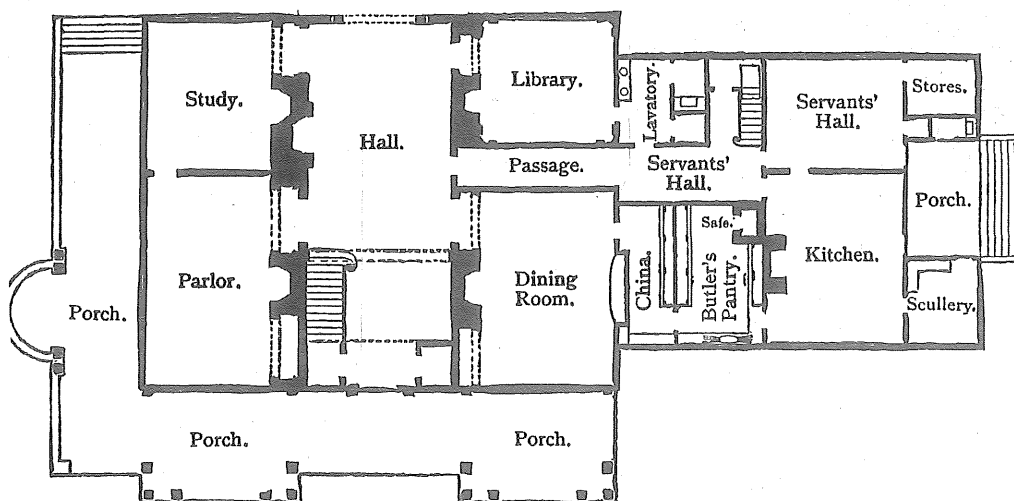 Study.
Hall.
Library.
Lavatory.
Servants'
Hall.
Stores.
Passage.
Servants'
Hall.
Porch.
Parlor.
Dining
Room.
China.
Safe.
Butler's
Pantry.
Kitchen.
Scullery.
Porch.
Porch.
Porch.